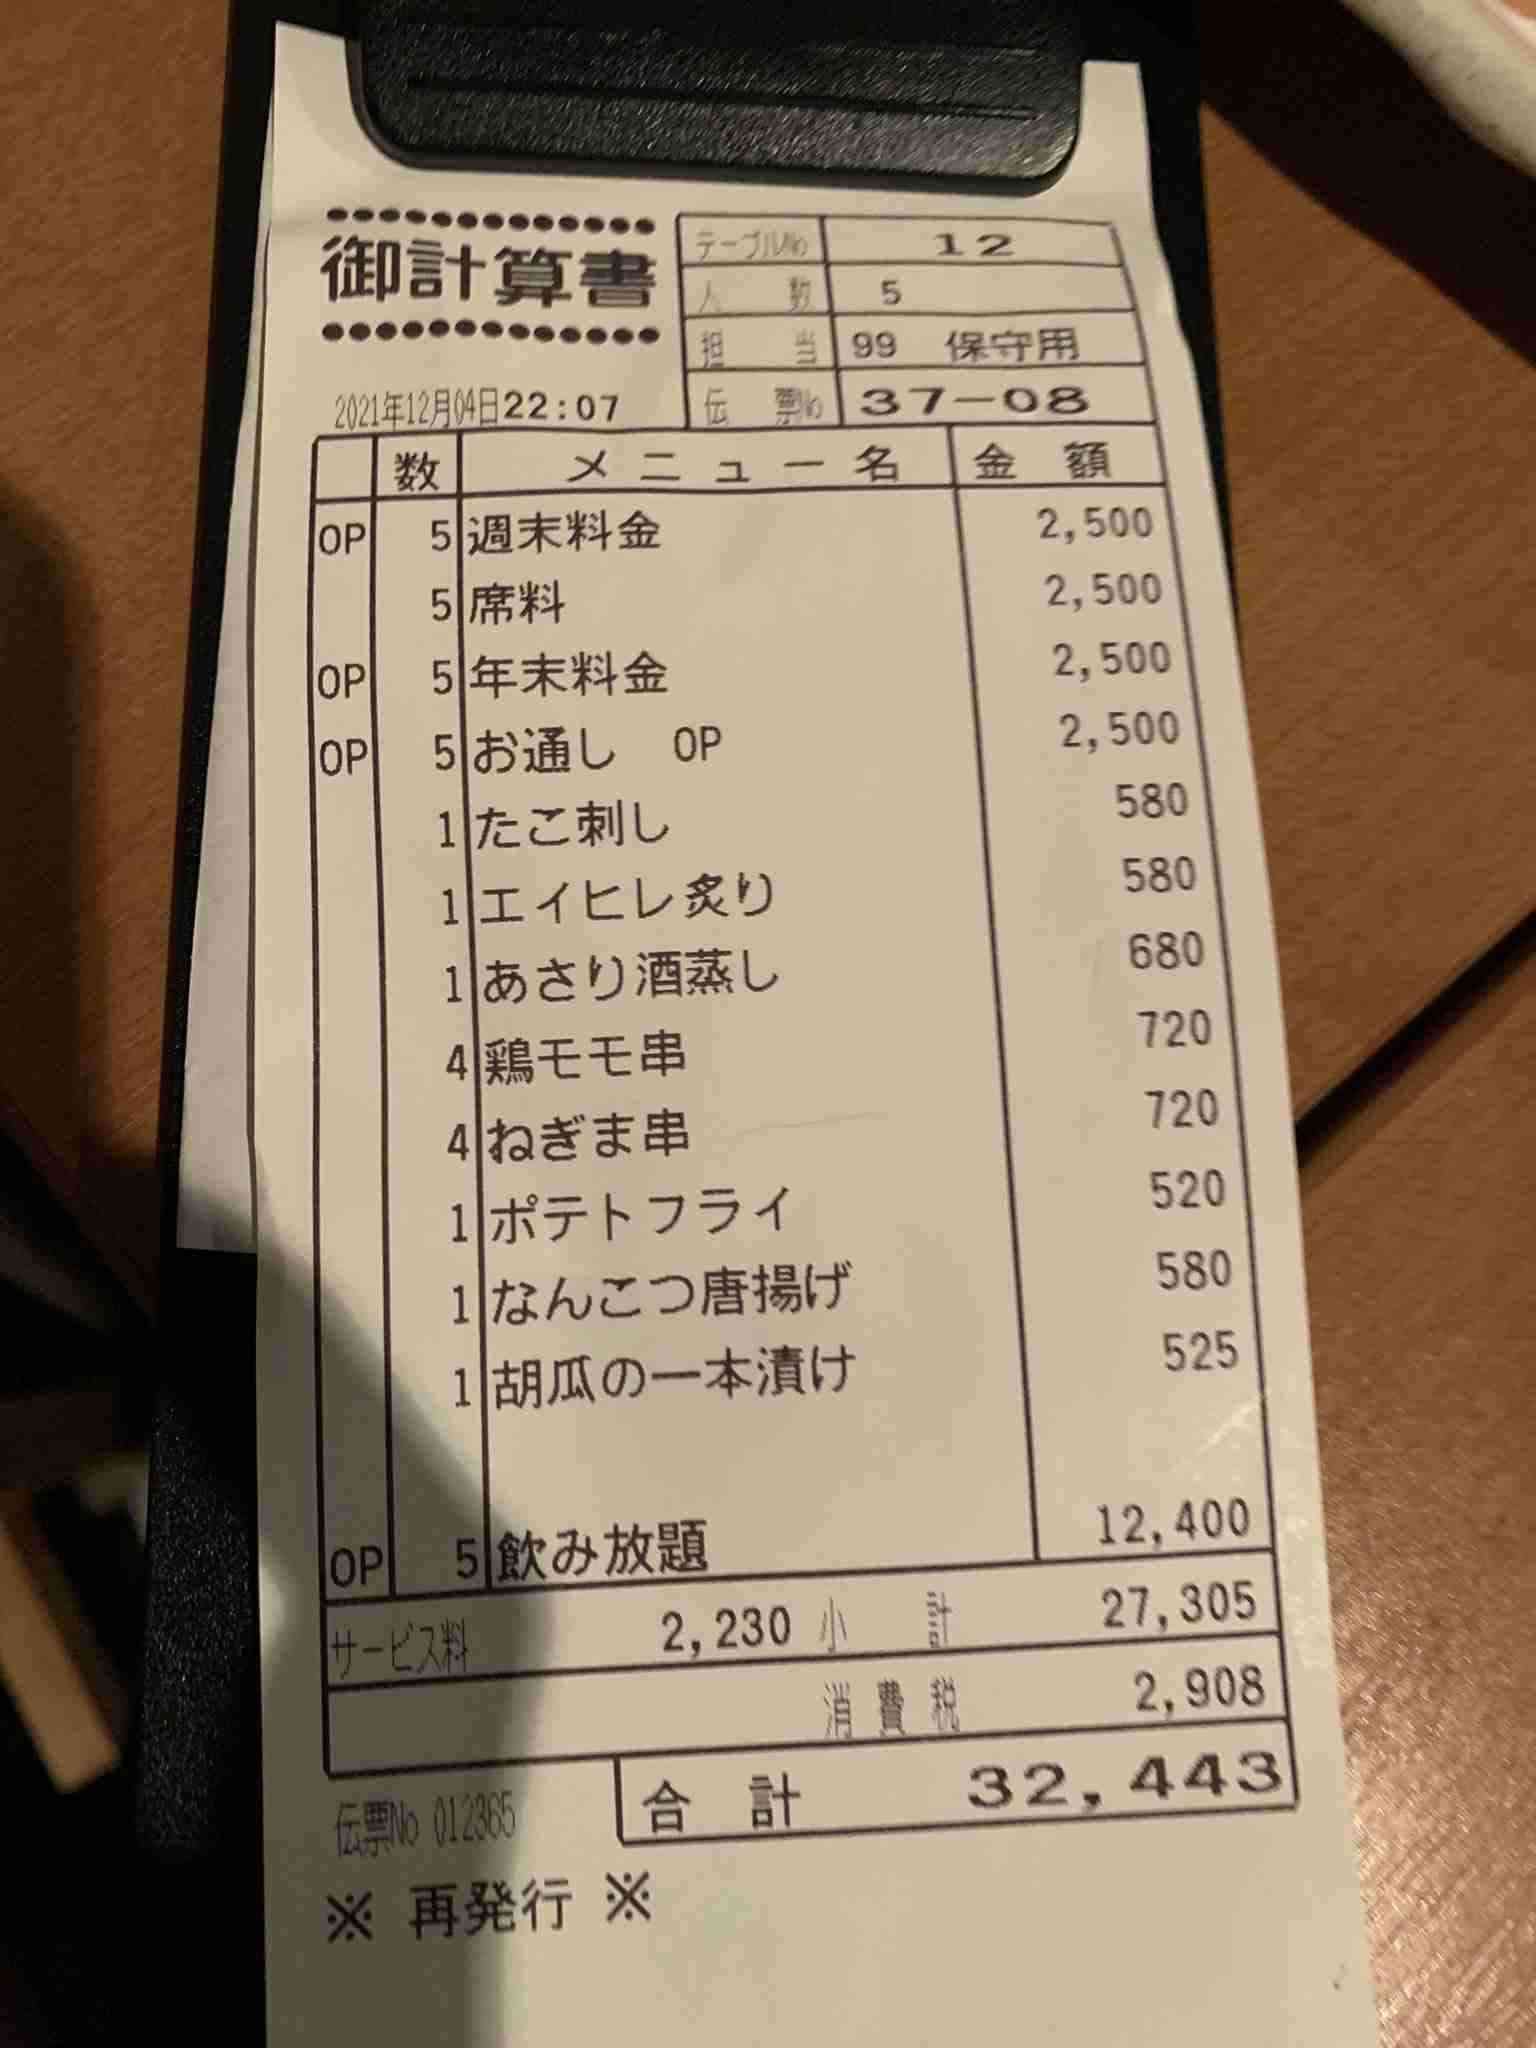 御計算書
テーブルNo 12
人数 5
担当 99 保守用
伝票No 37-08
2021年12月04日22:07
数 メニュー名 金額
OP 5 週末料金 2,500
5 席料 2,500
OP 5 年末料金 2,500
OP 5 お通し OP 2,500
1 たこ刺し 580
1 エイヒレ炙り 580
1 あさり酒蒸し 680
4 鶏モモ串 720
4 ねぎま串 720
1 ポテトフライ 520
1 なんこつ唐揚げ 580
1 胡瓜の一本漬け 525
OP 5 飲み放題 12,400
サービス料 2,230 小計 27,305
消費税 2,908
合計 32,443
伝票No 012365
※ 再発行 ※